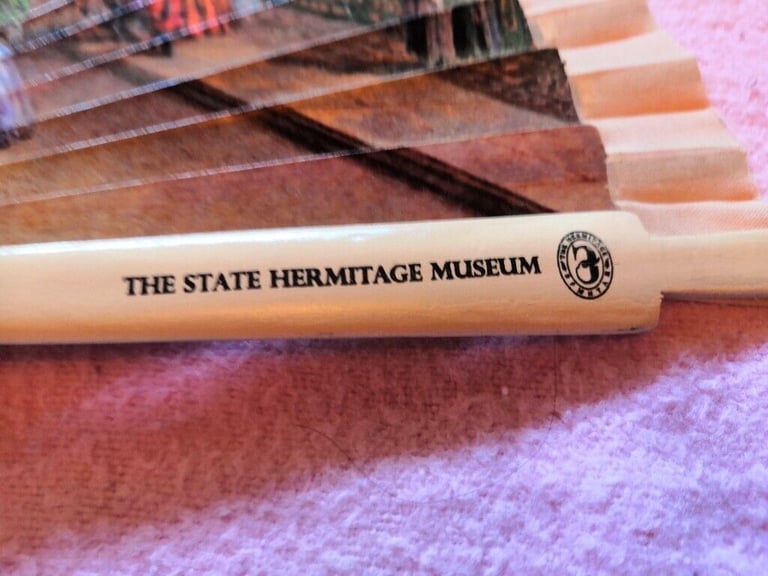 THE STATE HERMITAGE MUSEUM